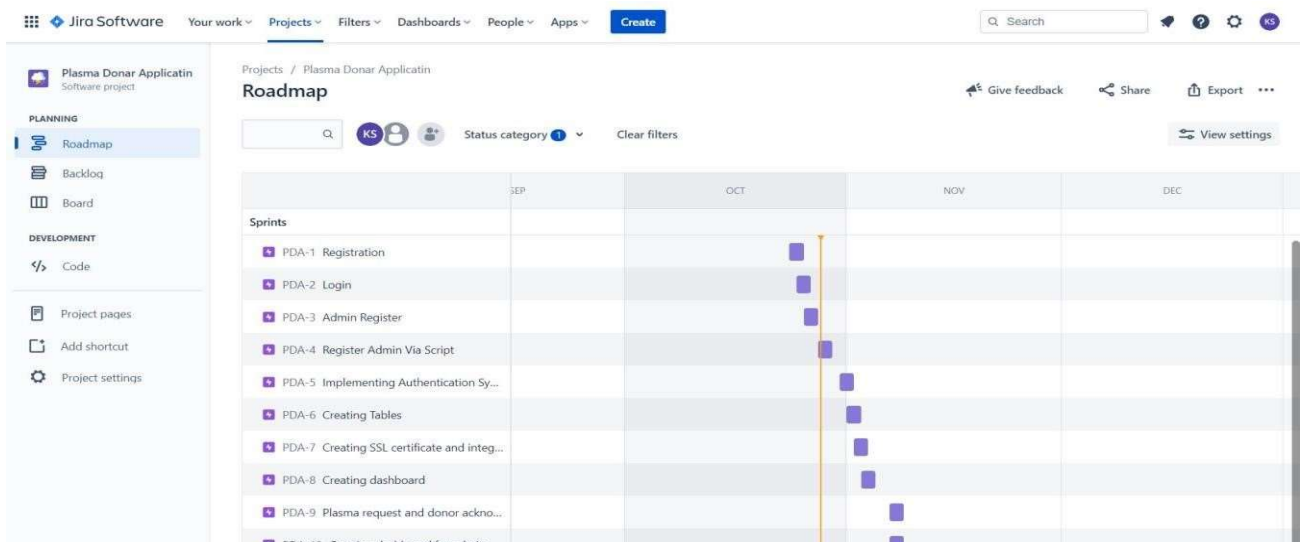 Jira Software Your work Projects Filters Dashboards People Apps Create Search KS
Plasma Donar Applicatin
Software project
Projects / Plasma Donar Applicatin
Roadmap
Give feedback Share Export
PLANNING
Roadmap
Backlog
Board
DEVELOPMENT
Code
Project pages
Add shortcut
Project settings
KS Status category 1 Clear filters View settings
SEP OCT NOV DEC
Sprints
PDA-1 Registration
PDA-2 Login
PDA-3 Admin Register
PDA-4 Register Admin Via Script
PDA-5 Implementing Authentication Sy...
PDA-6 Creating Tables
PDA-7 Creating SSL certificate and integ...
PDA-8 Creating dashboard
PDA-9 Plasma request and donor ackno...